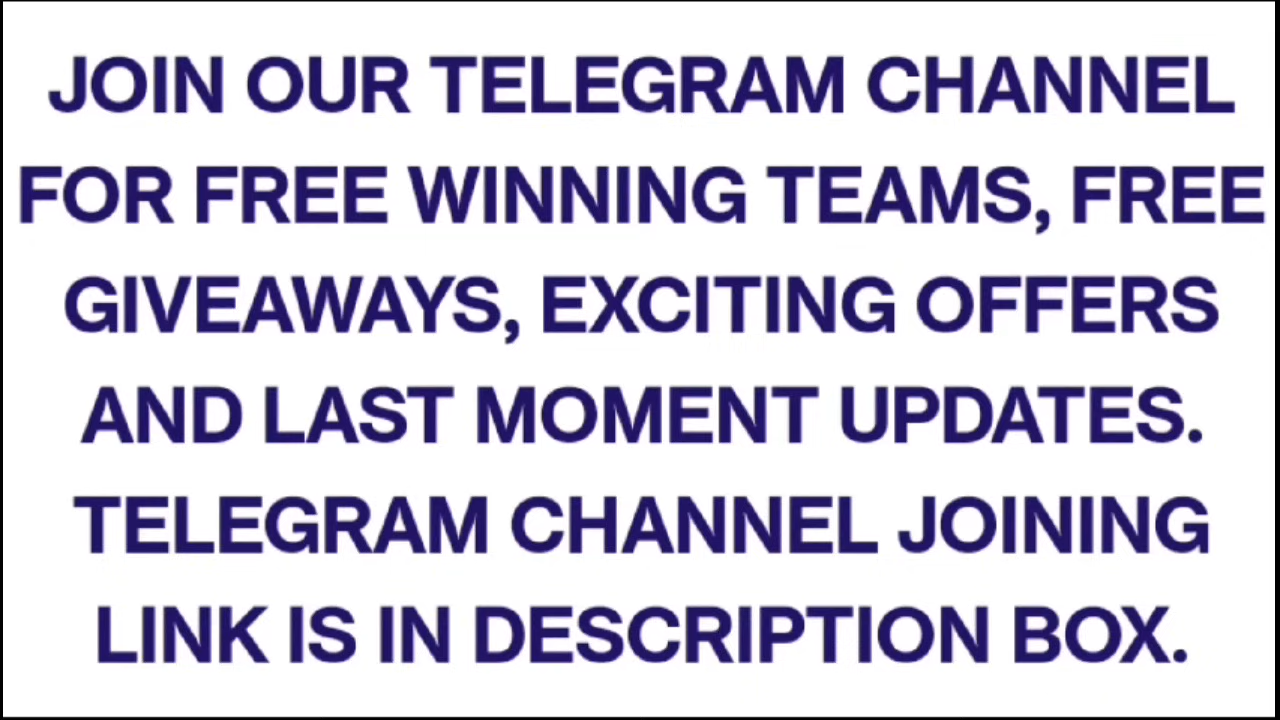 JOIN OUR TELEGRAM CHANNEL
FOR FREE WINNING TEAMS, FREE
GIVEAWAYS, EXCITING OFFERS
AND LAST MOMENT UPDATES.
TELEGRAM CHANNEL JOINING
LINK IS IN DESCRIPTION BOX.